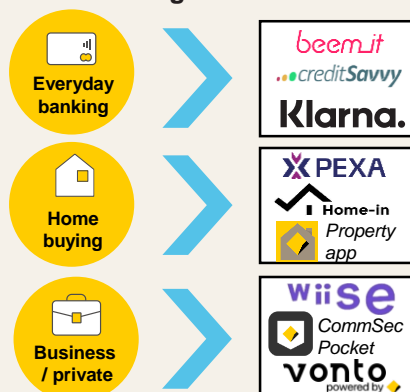 Everyday
banking
beem it
creditSavvy
Klarna.
Home
buying
PEXA
Home-in
Property
app
Business
/ private
wiise
CommSec
Pocket
vonto
powered by